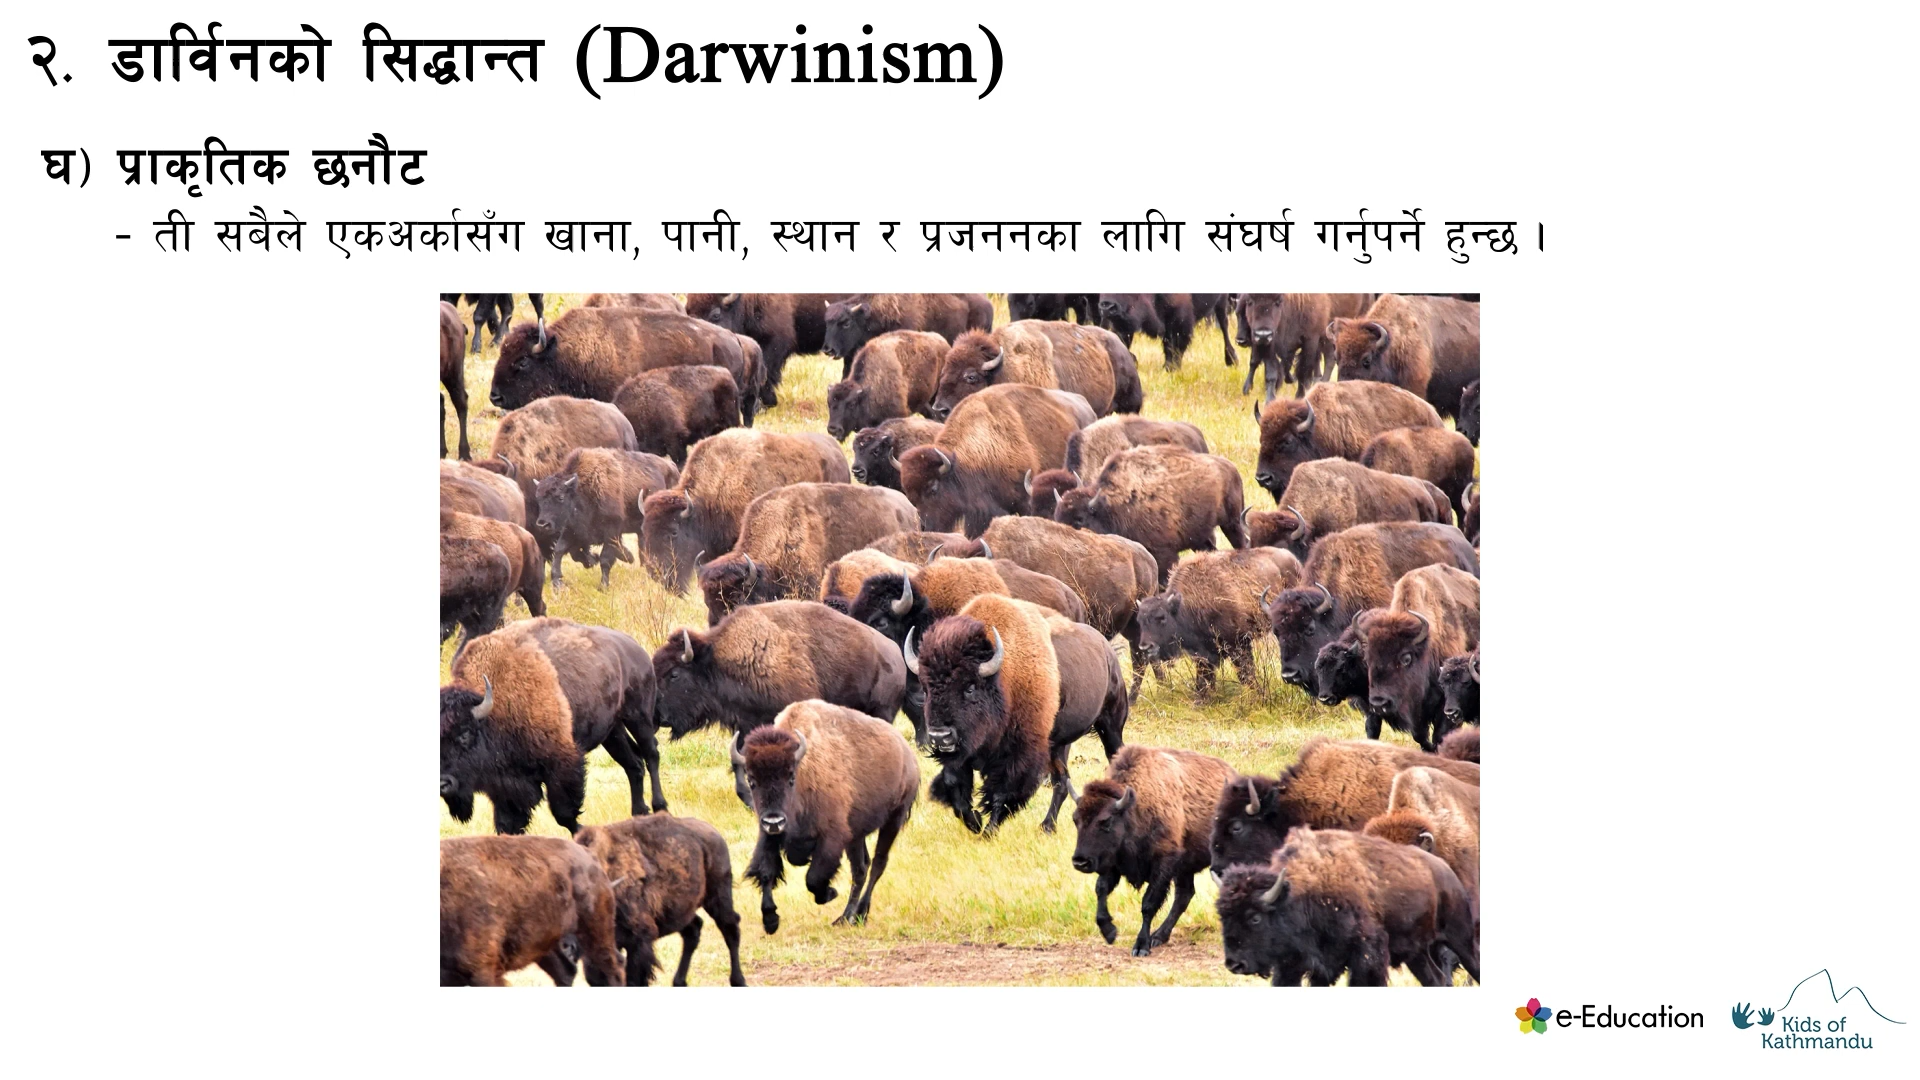 २. डार्विनको सिद्धान्त (Darwinism)
घ) प्राकृतिक छनौट
- ती सबैले एकअर्कासँग खाना, पानी, स्थान र प्रजननका लागि संघर्ष गर्नुपर्ने हुन्छ ।
e-Education
Kids of
Kathmandu